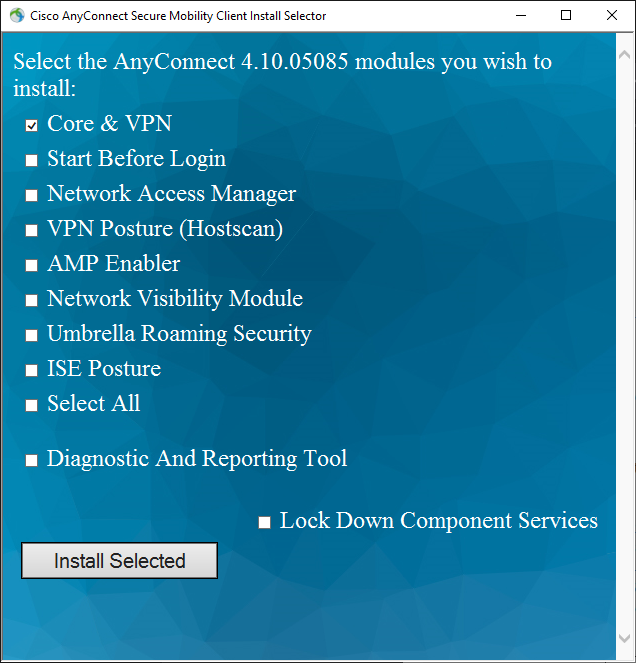 Cisco AnyConnect Secure Mobility Client Install Selector
Select the AnyConnect 4.10.05085 modules you wish to
install:
Core & VPN
Start Before Login
Network Access Manager
VPN Posture (Hostscan)
AMP Enabler
Network Visibility Module
Umbrella Roaming Security
ISE Posture
Select All
Diagnostic And Reporting Tool
Lock Down Component Services
Install Selected